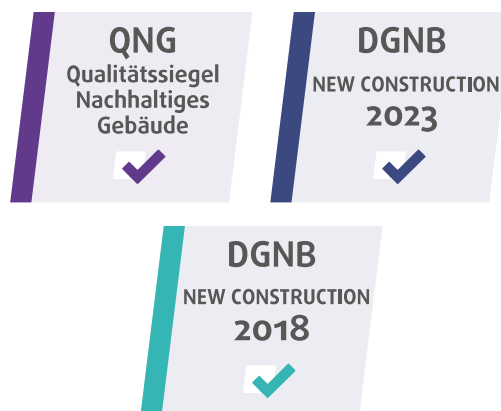 QNG
Qualitätssiegel
Nachhaltiges
Gebäude
DGNB
NEW CONSTRUCTION
2023
DGNB
NEW CONSTRUCTION
2018